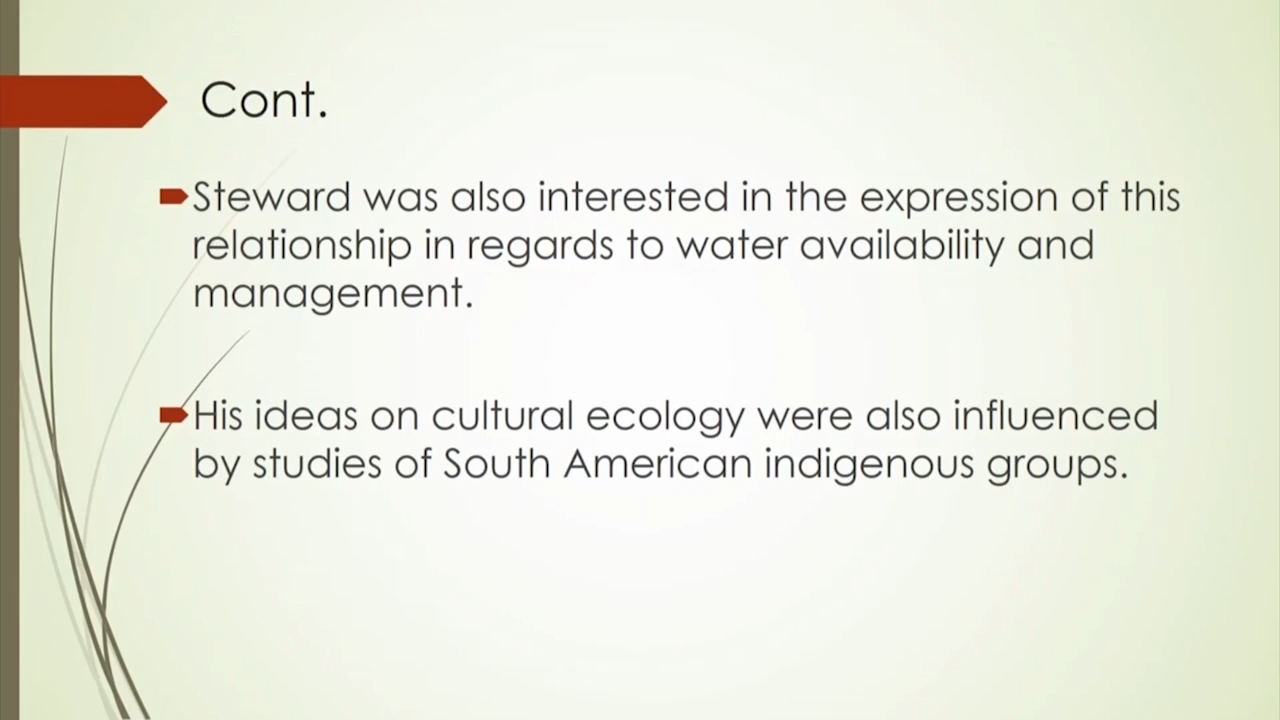 Cont.
Steward was also interested in the expression of this
relationship in regards to water availability and
management.
His ideas on cultural ecology were also influenced
by studies of South American indigenous groups.